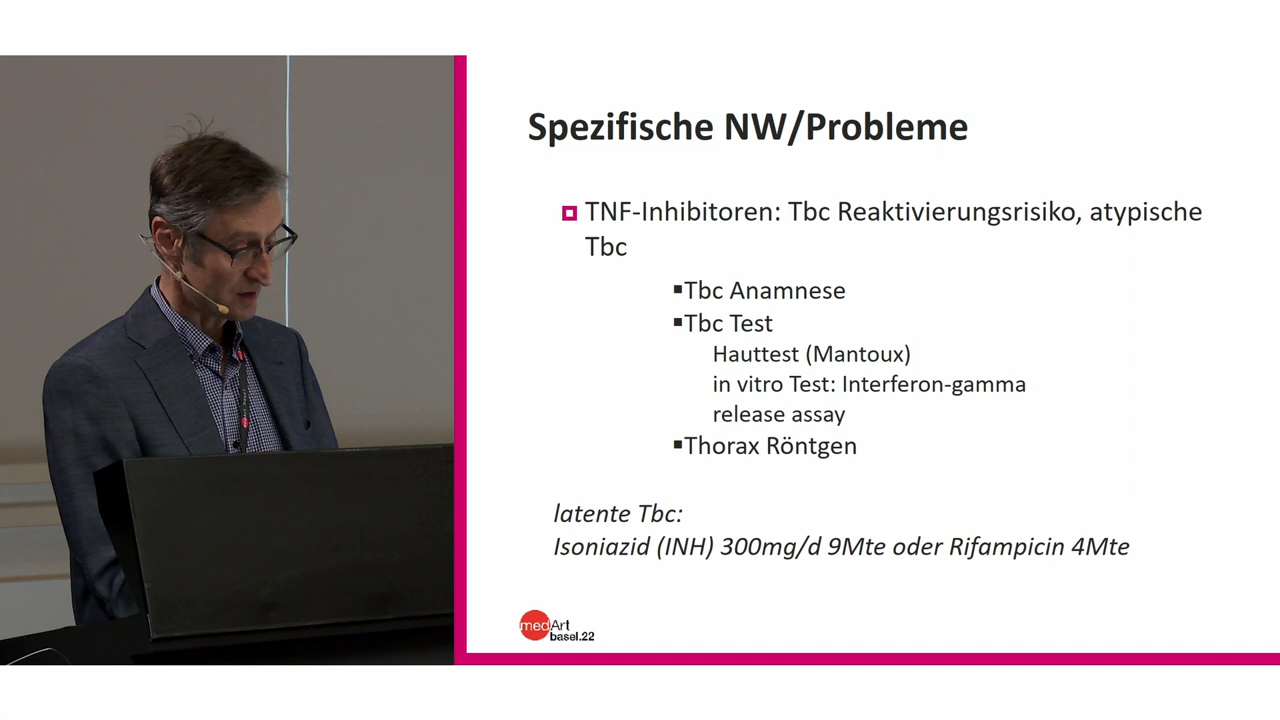 Spezifische NW/Probleme
TNF-Inhibitoren: Tbc Reaktivierungsrisiko, atypische
Tbc
Tbc Anamnese
Tbc Test
Hauttest (Mantoux)
in vitro Test: Interferon-gamma
release assay
Thorax Röntgen
latente Tbc:
Isoniazid (INH) 300mg/d 9Mte oder Rifampicin 4Mte
medArt
basel.22